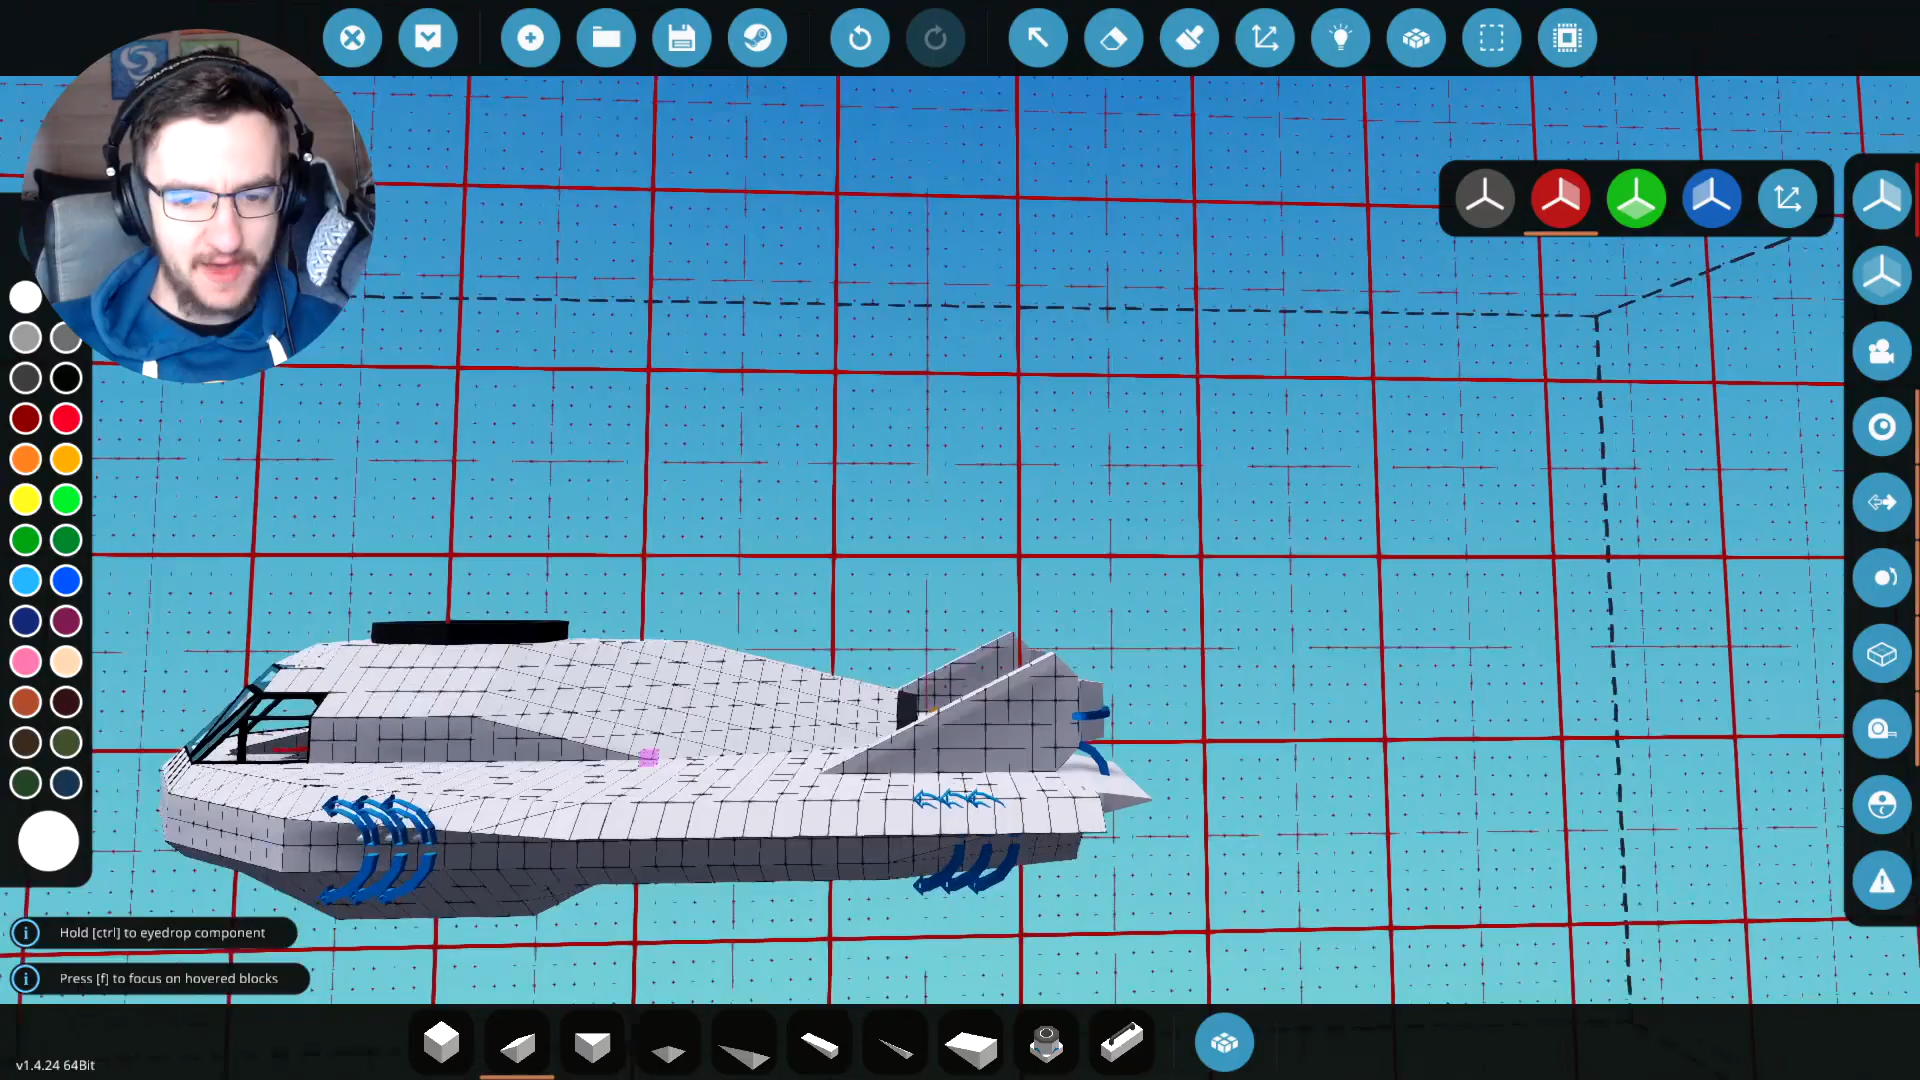 Hold [ctrl] to eyedrop component
Press [f] to focus on hovered blocks
v1.4.24 64Bit